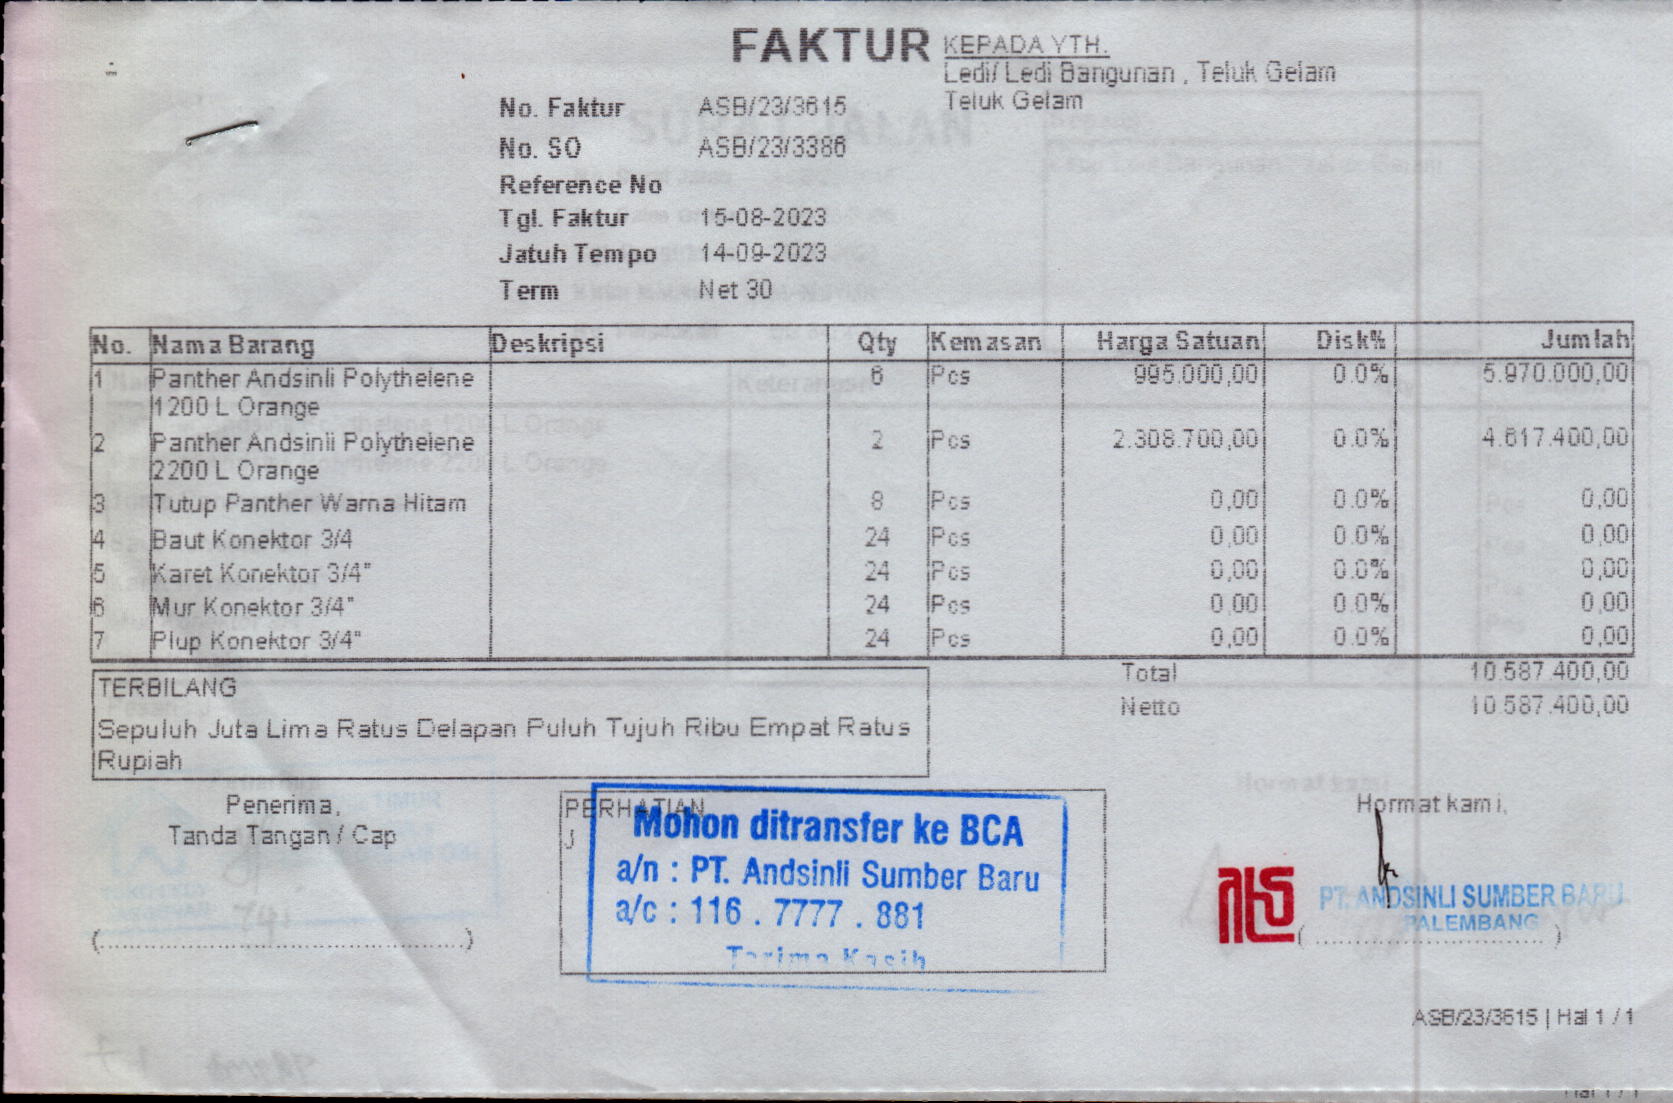 FAKTUR
KEPADA YTH.
Ledi/ Ledi Bangunan , Teluk Gelam
Teluk Gelam
No. Faktur ASB/23/3615
No. SO ASB/23/3386
Reference No
Tgl. Faktur 15-08-2023
Jatuh Tempo 14-09-2023
Term Net 30
No. Nama Barang Deskripsi Qty Kemasan Harga Satuan Disk% Jumlah
1 Panther Andsinli Polythelene 6 Pcs 995.000,00 0.0% 5.970.000,00
1200 L Orange
2 Panther Andsinli Polythelene 2 Pcs 2.308.700,00 0.0% 4.617.400,00
2200 L Orange
3 Tutup Panther Warna Hitam 8 Pcs 0,00 0.0% 0,00
4 Baut Konektor 3/4 24 Pcs 0,00 0.0% 0,00
5 Karet Konektor 3/4" 24 Pcs 0,00 0.0% 0,00
6 Mur Konektor 3/4" 24 Pcs 0,00 0.0% 0,00
7 Plup Konektor 3/4" 24 Pcs 0,00 0.0% 0,00
Total 10.587.400,00
Netto 10.587.400,00
TERBILANG
Sepuluh Juta Lima Ratus Delapan Puluh Tujuh Ribu Empat Ratus
Rupiah
Penerima,
Tanda Tangan / Cap
(..........................................)
PERHATIAN
J
Mohon ditransfer ke BCA
a/n : PT. Andsinli Sumber Baru
a/c : 116 . 7777 . 881
Terima Kasih
Hormat kami,
PT. ANDSINLI SUMBER BARU
PALEMBANG
( .............................. )
ASB/23/3615 | Hal 1 / 1
Hal 1 / 1